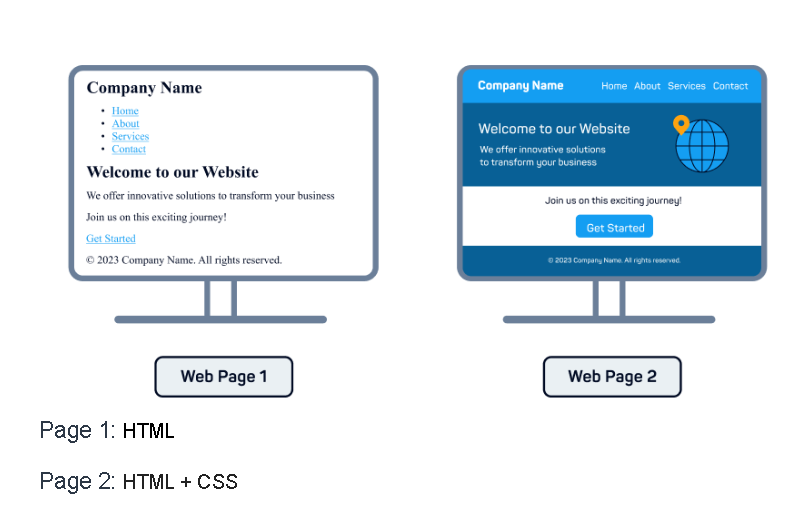 Company Name
• Home
• About
• Services
• Contact
Welcome to our Website
We offer innovative solutions to transform your business
Join us on this exciting journey!
Get Started
© 2023 Company Name. All rights reserved.
Web Page 1
Company Name Home About Services Contact
Welcome to our Website
We offer innovative solutions
to transform your business
Join us on this exciting journey!
Get Started
© 2023 Company Name. All rights reserved.
Web Page 2
Page 1: HTML
Page 2: HTML + CSS